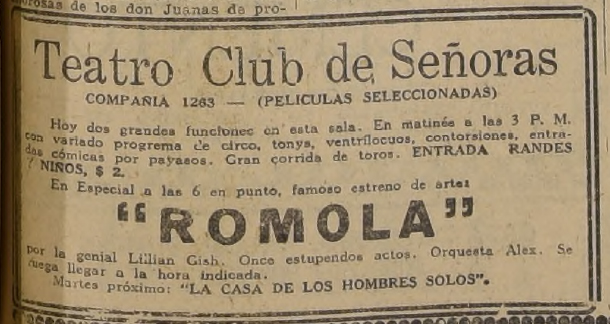 rosas de los don Juanas de pro-
Teatro Club de Señoras
COMPAÑIA 1263 — (PELICULAS SELECCIONADAS)
Hoy dos grandes funciones en esta sala. En matinée a las 3 P. M.
con variado programa de circo, tonys, ventrílocuos, contorsiones, entra-
das cómicas por payasos. Gran corrida de toros. ENTRADA RANDES
Y NIÑOS, $ 2.
En Especial a las 6 en punto, famoso estreno de arte:
"ROMOLA"
por la genial Lillian Gish. Once estupendos actos. Orquesta Alex. Se
ruega llegar a la hora indicada.
Martes próximo: "LA CASA DE LOS HOMBRES SOLOS".